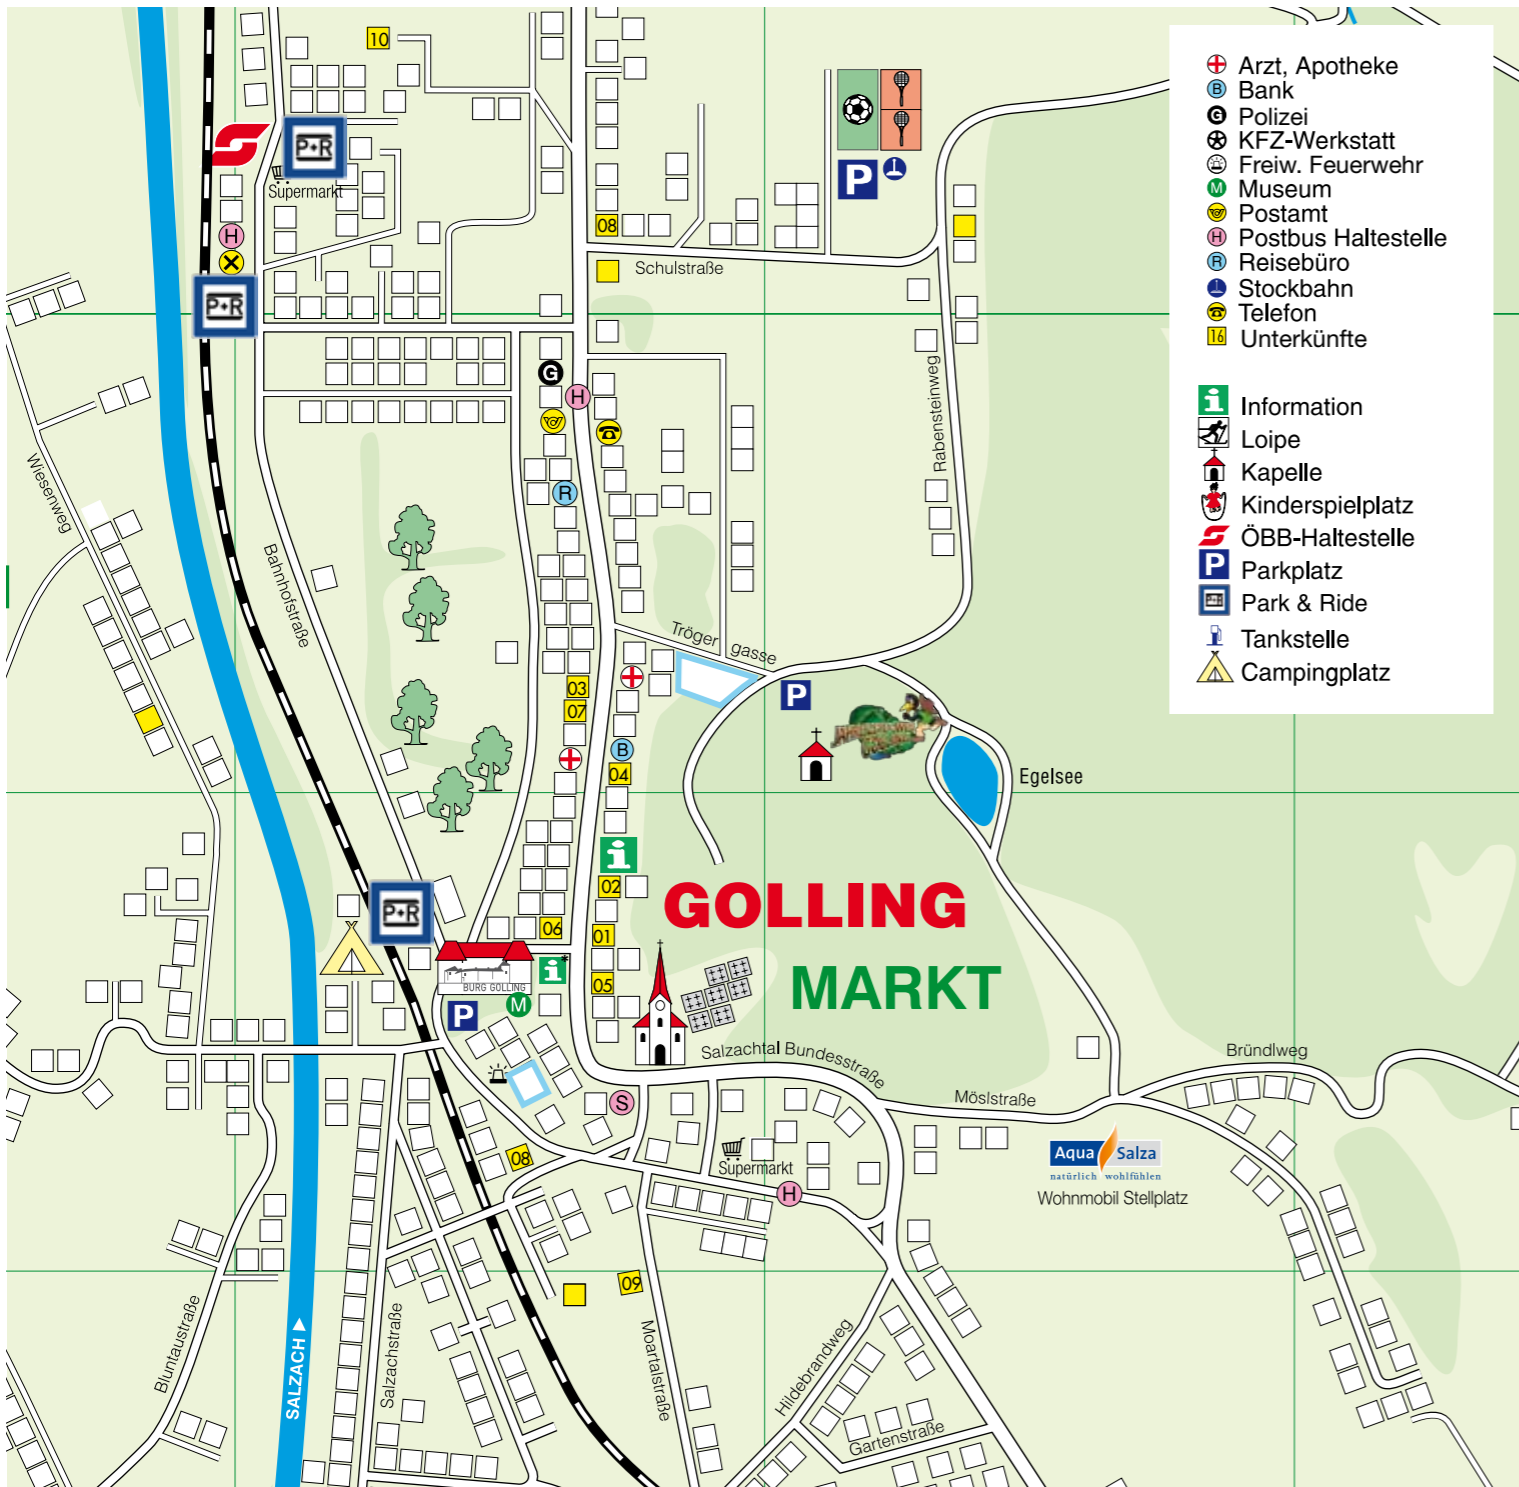 Arzt, Apotheke
B Bank
G Polizei
KFZ-Werkstatt
Freiw. Feuerwehr
M Museum
Postamt
H Postbus Haltestelle
R Reisebüro
Stockbahn
Telefon
16 Unterkünfte
i Information
Loipe
Kapelle
Kinderspielplatz
ÖBB-Haltestelle
P Parkplatz
P+R Park & Ride
Tankstelle
Campingplatz
10
P+R
Supermarkt
P
H
08
Schulstraße
P+R
G
H
Rabensteinweg
Wiesenweg
R
Bahnhofstraße
Tröger gasse
03
07
P
B
04
Egelsee
i
02
GOLLING
P+R
06
01
MARKT
BURG GOLLING
i*
05
M
P
Salzachtal Bundesstraße
Bründlweg
Möslstraße
S
08
Supermarkt
Aqua Salza
natürlich wohlfühlen
Wohnmobil Stellplatz
H
09
SALZACH
Bluntaustraße
Salzachstraße
Moartalstraße
Hildebrandweg
Gartenstraße